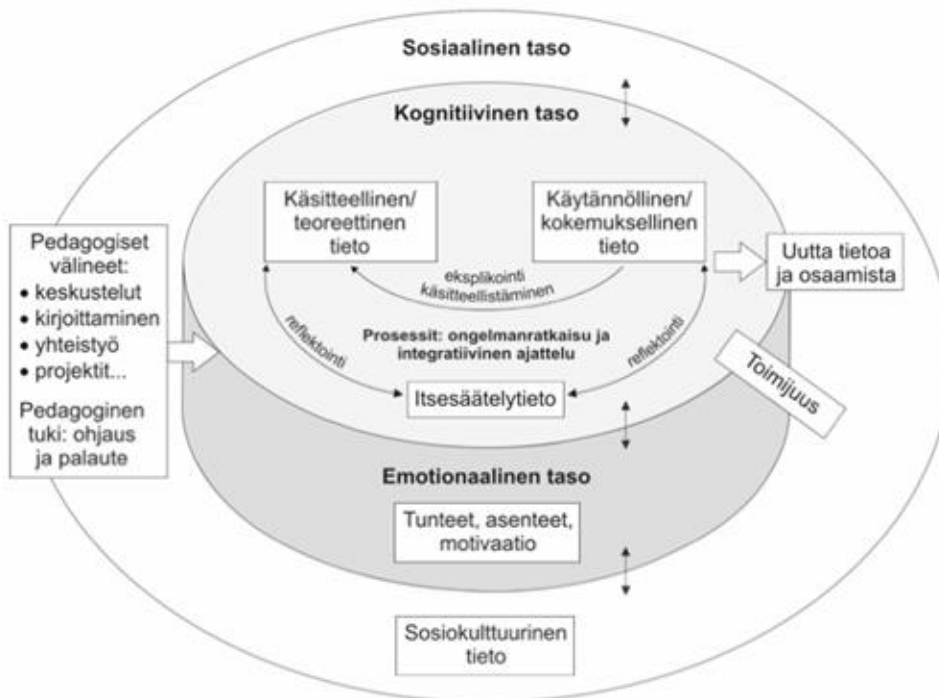 Sosiaalinen taso
Kognitiivinen taso
Käsitteellinen/
teoreettinen
tieto
Käytännöllinen/
kokemuksellinen
tieto
Pedagogiset
välineet:
• keskustelut
• kirjoittaminen
• yhteistyö
• projektit...
Pedagoginen
tuki: ohjaus
ja palaute
Uutta tietoa
ja osaamista
eksplikointi
käsitteellistäminen
reflektointi
Prosessit: ongelmanratkaisu ja
integratiivinen ajattelu
reflektointi
Itsesäätelytieto
Toimijuus
Emotionaalinen taso
Tunteet, asenteet,
motivaatio
Sosiokulttuurinen
tieto